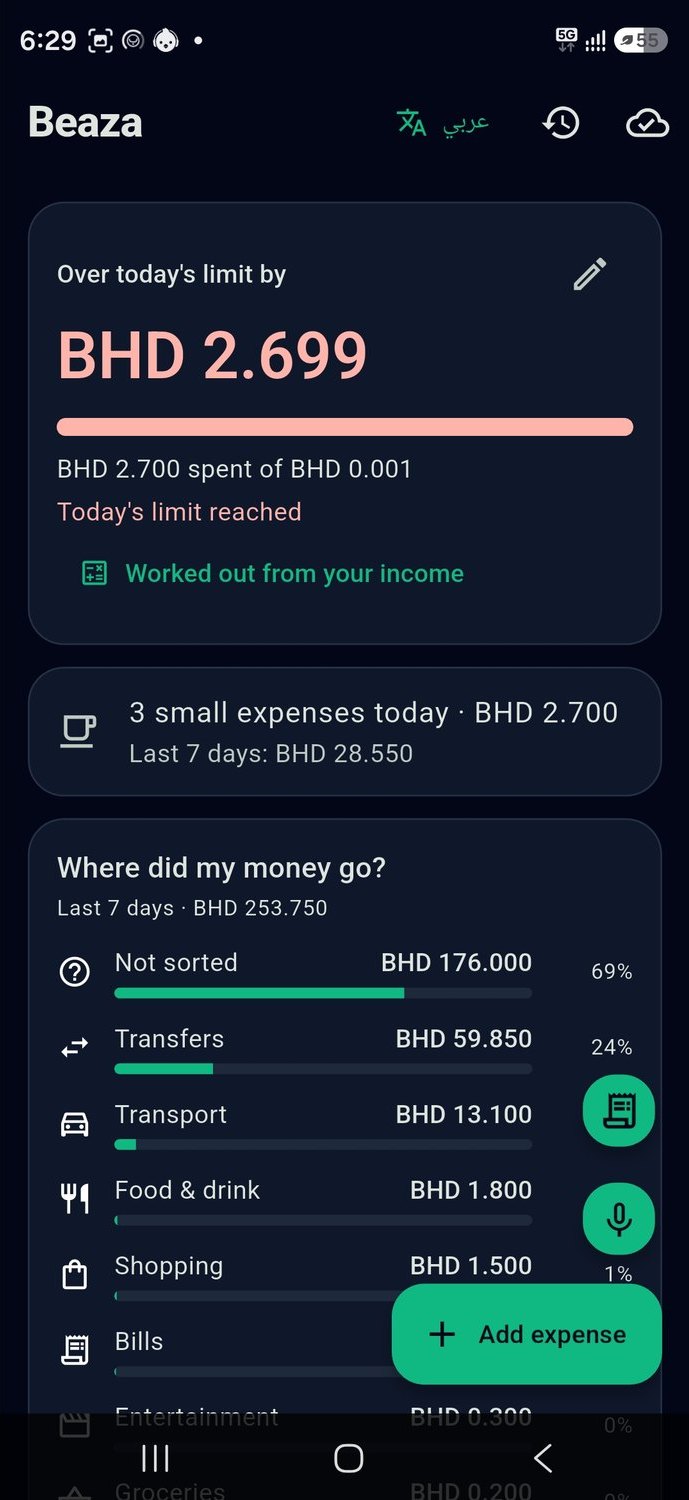 6:29
5G
55
Beaza
عربي
Over today's limit by
BHD 2.699
BHD 2.700 spent of BHD 0.001
Today's limit reached
Worked out from your income
3 small expenses today · BHD 2.700
Last 7 days: BHD 28.550
Where did my money go?
Last 7 days · BHD 253.750
Not sorted BHD 176.000 69%
Transfers BHD 59.850 24%
Transport BHD 13.100
Food & drink BHD 1.800
Shopping BHD 1.500 1%
Bills
Add expense
Entertainment BHD 0.300 0%
Groceries BHD 0.200